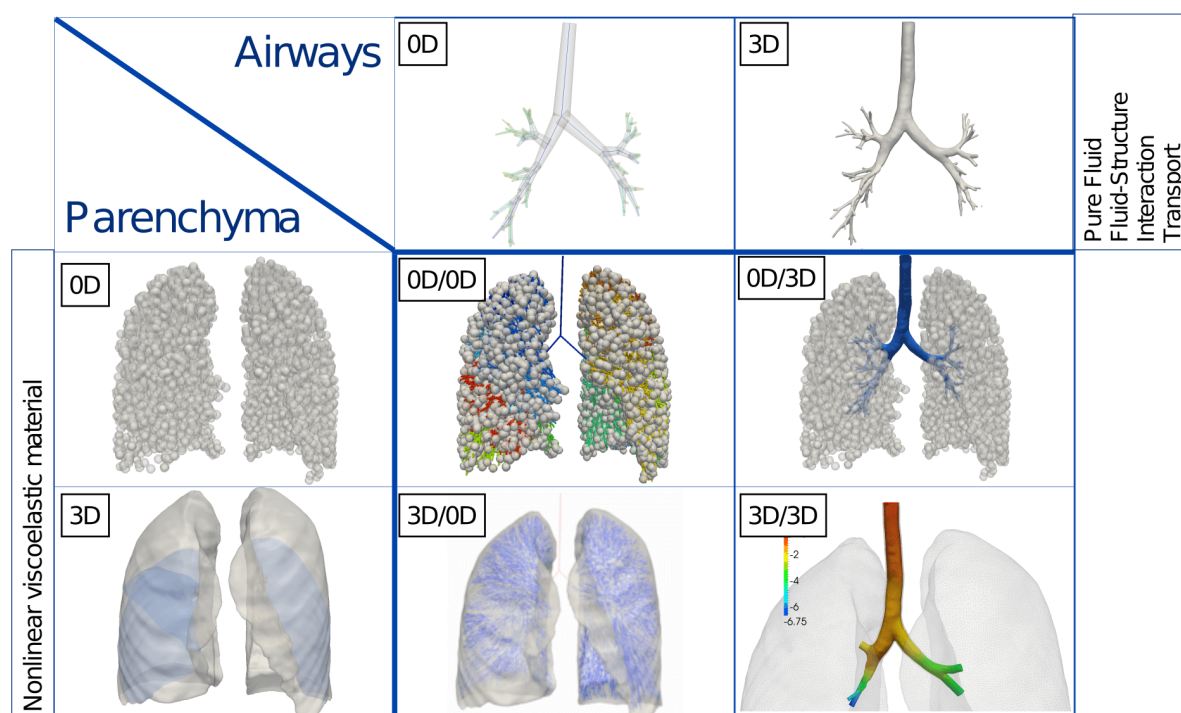 Airways
Parenchyma
0D
3D
Pure Fluid
Fluid-Structure
Interaction
Transport
Nonlinear viscoelastic material
0D
0D/0D
0D/3D
3D
3D/0D
3D/3D
-2
-4
-6
-6.75